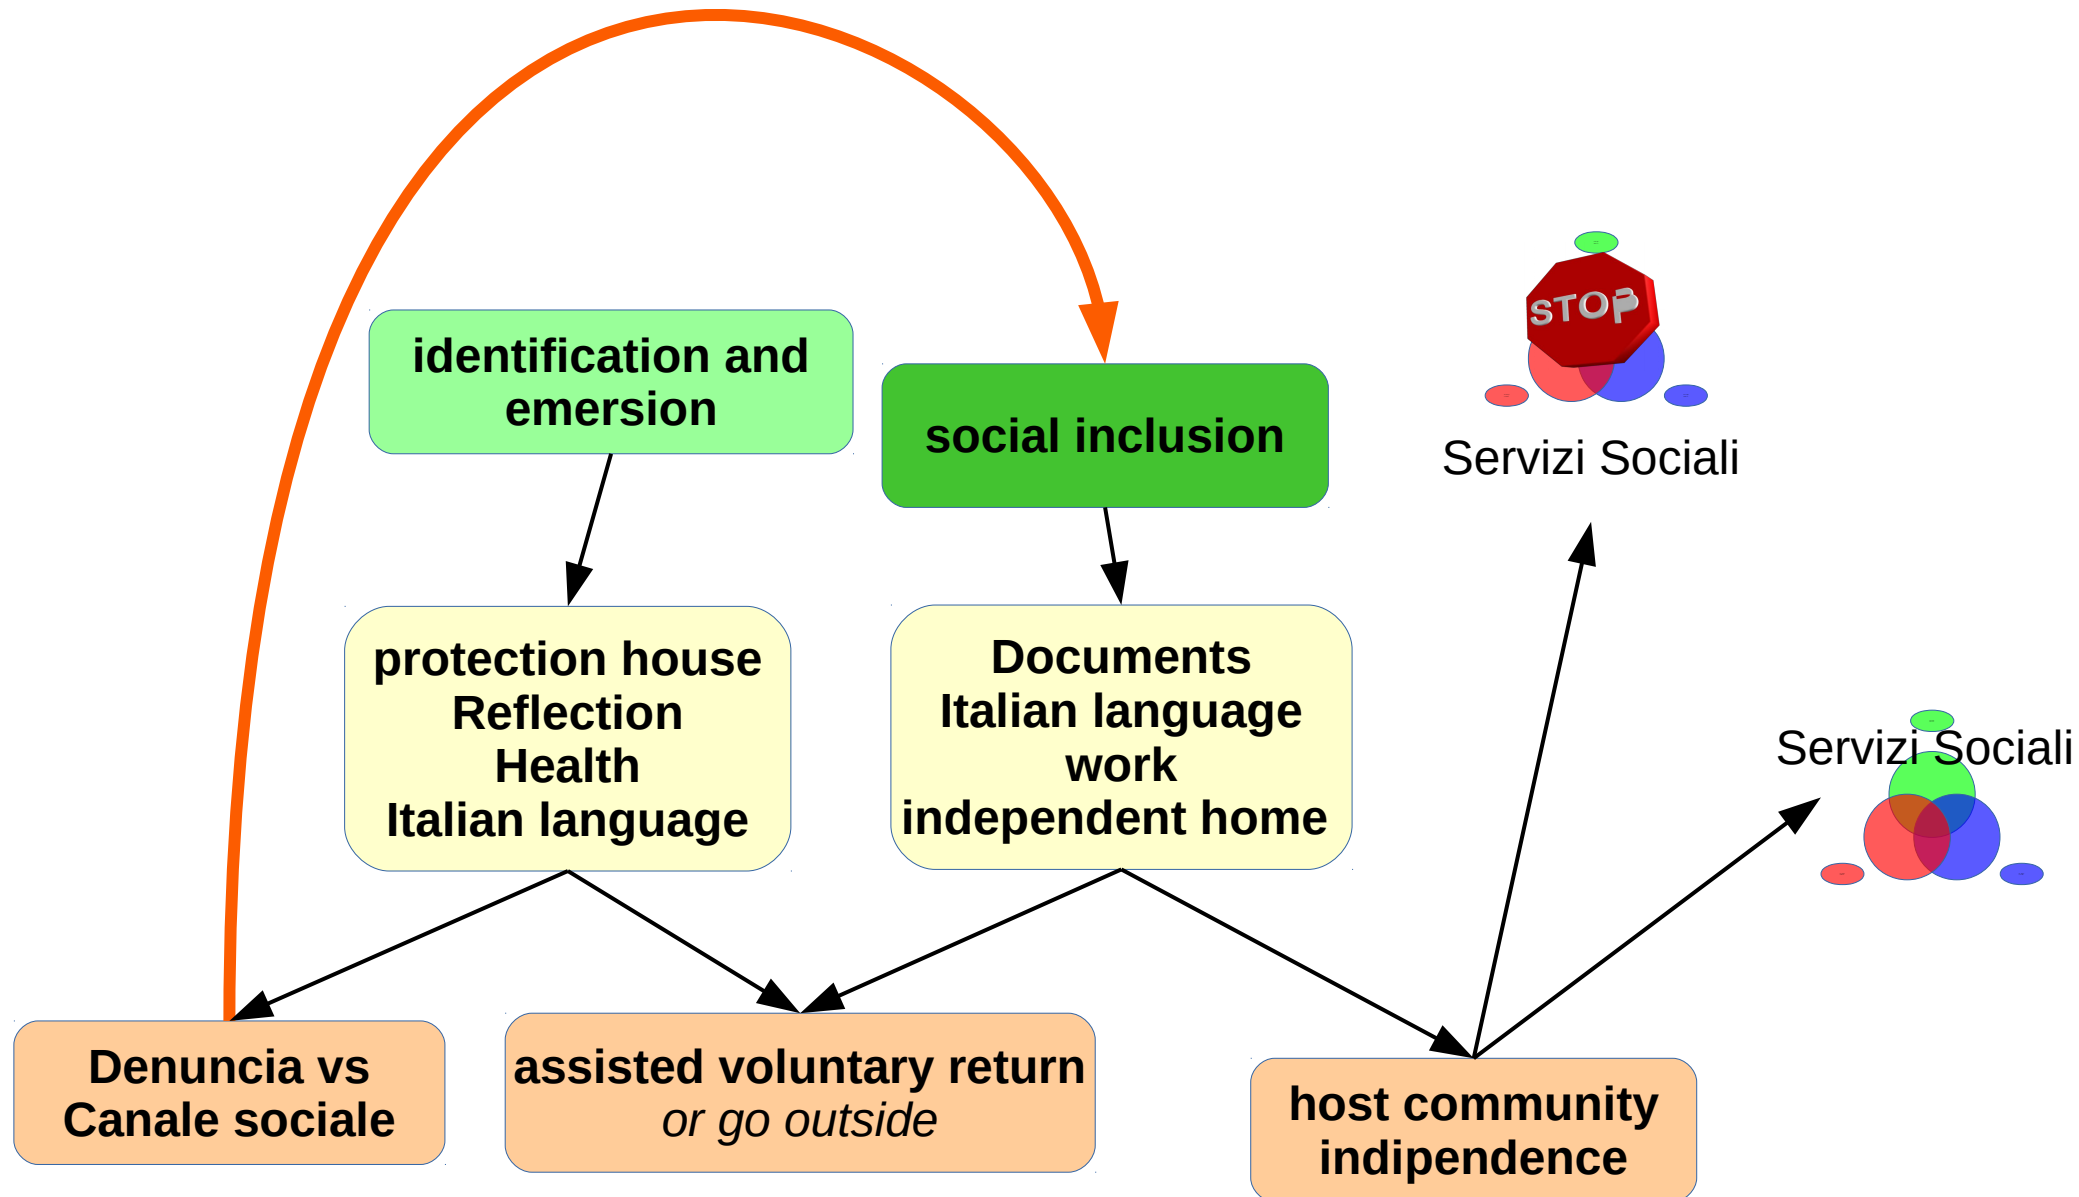 identification and
emersion
social inclusion
STOP
Servizi Sociali
protection house
Reflection
Health
Italian language
Documents
Italian language
work
independent home
Servizi Sociali
Denuncia vs
Canale sociale
assisted voluntary return
or go outside
host community
indipendence